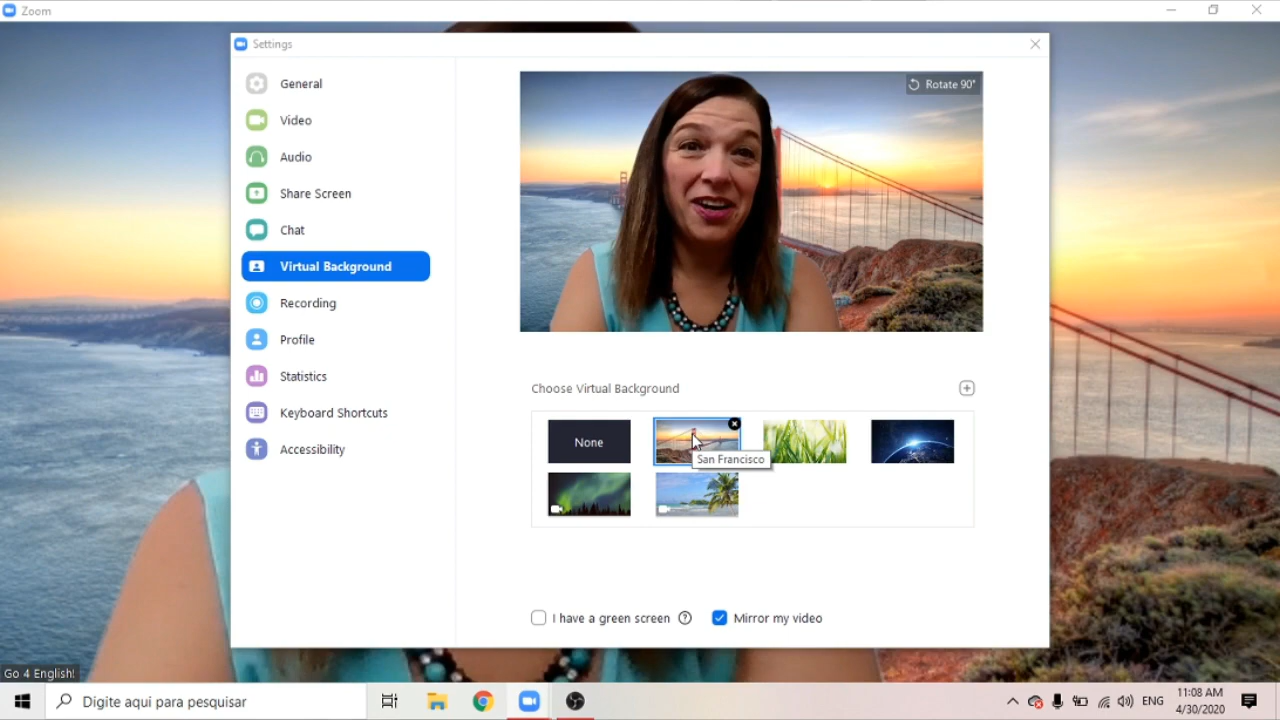 Zoom
Settings
General
Video
Audio
Share Screen
Chat
Virtual Background
Recording
Profile
Statistics
Keyboard Shortcuts
Accessibility
Rotate 90°
Choose Virtual Background
None
San Francisco
I have a green screen
Mirror my video
Go 4 English!
Digite aqui para pesquisar
ENG
11:08 AM
4/30/2020